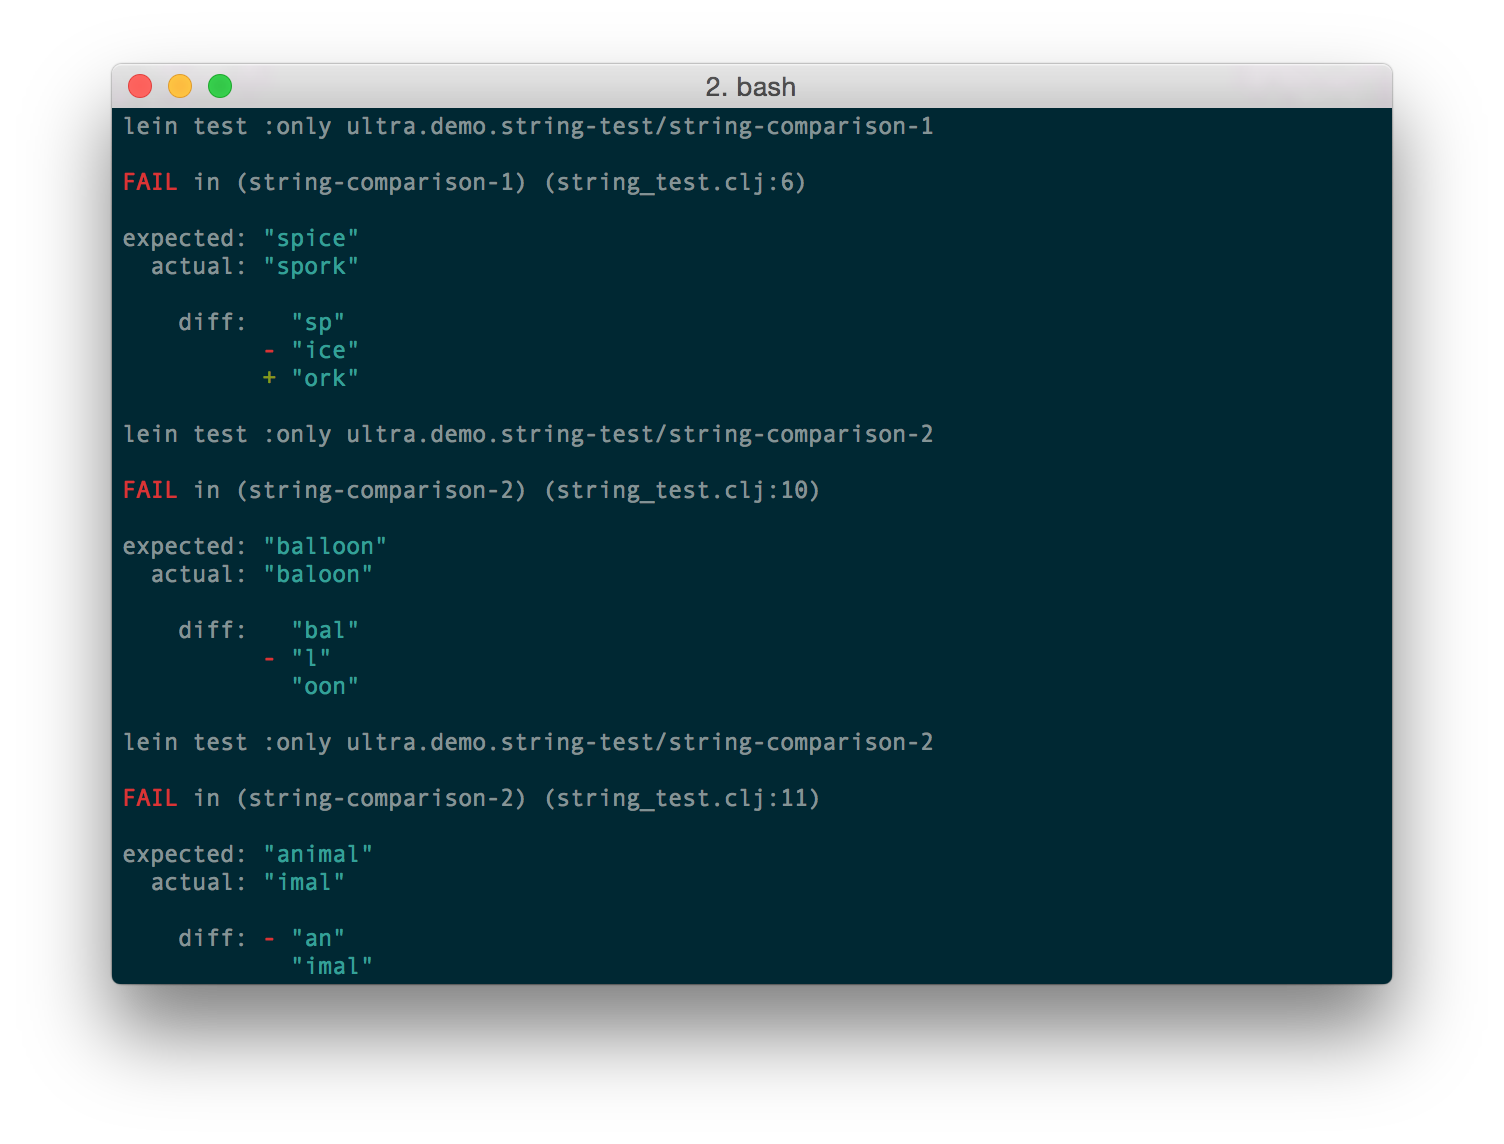 2. bash
lein test :only ultra.demo.string-test/string-comparison-1
FAIL in (string-comparison-1) (string_test.clj:6)
expected: "spice"
  actual: "spork"
    diff:   "sp"
          - "ice"
          + "ork"
lein test :only ultra.demo.string-test/string-comparison-2
FAIL in (string-comparison-2) (string_test.clj:10)
expected: "balloon"
  actual: "baloon"
    diff:   "bal"
          - "l"
            "oon"
lein test :only ultra.demo.string-test/string-comparison-2
FAIL in (string-comparison-2) (string_test.clj:11)
expected: "animal"
  actual: "imal"
    diff: - "an"
            "imal"